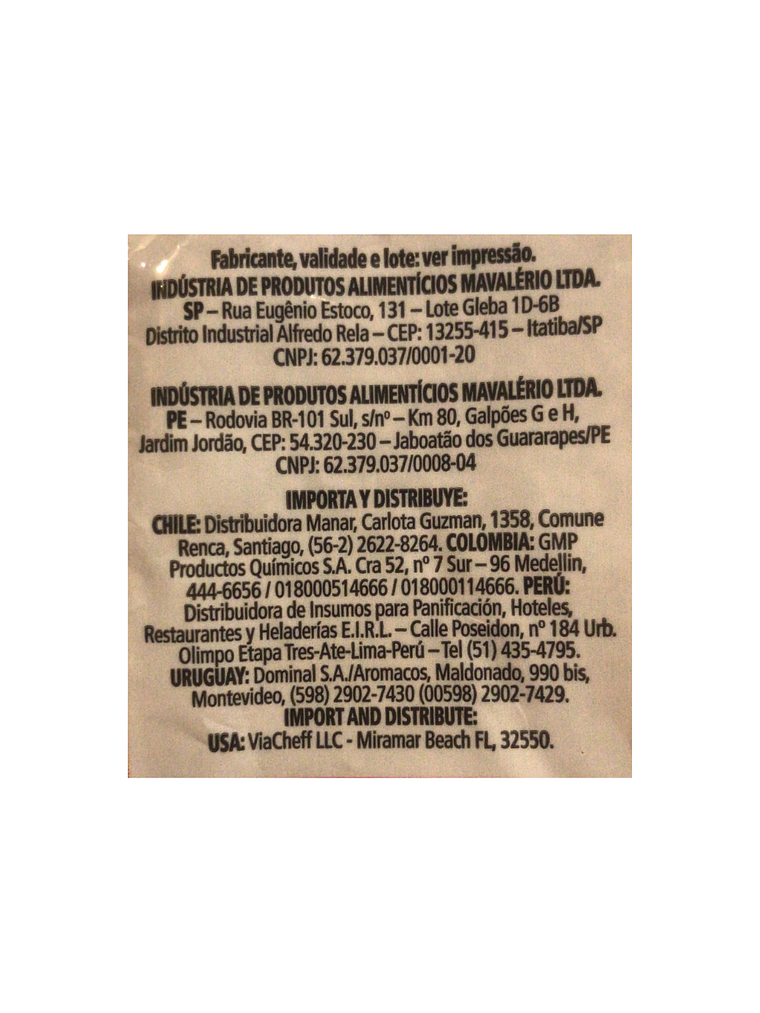 Fabricante, validade e lote: ver impressão.
INDÚSTRIA DE PRODUTOS ALIMENTÍCIOS MAVALÉRIO LTDA.
SP – Rua Eugênio Estoco, 131 – Lote Gleba 1D-6B
Distrito Industrial Alfredo Rela – CEP: 13255-415 – Itatiba/SP
CNPJ: 62.379.037/0001-20
INDÚSTRIA DE PRODUTOS ALIMENTÍCIOS MAVALÉRIO LTDA.
PE – Rodovia BR-101 Sul, s/nº – Km 80, Galpões G e H,
Jardim Jordão, CEP: 54.320-230 – Jaboatão dos Guararapes/PE
CNPJ: 62.379.037/0008-04
IMPORTA Y DISTRIBUYE:
CHILE: Distribuidora Manar, Carlota Guzman, 1358, Comune
Renca, Santiago, (56-2) 2622-8264. COLOMBIA: GMP
Productos Químicos S.A. Cra 52, nº 7 Sur – 96 Medellin,
444-6656 / 018000514666 / 018000114666. PERÚ:
Distribuidora de Insumos para Panificación, Hoteles,
Restaurantes y Heladerías E.I.R.L. – Calle Poseidon, nº 184 Urb.
Olimpo Etapa Tres-Ate-Lima-Perú – Tel (51) 435-4795.
URUGUAY: Dominal S.A./Aromacos, Maldonado, 990 bis,
Montevideo, (598) 2902-7430 (00598) 2902-7429.
IMPORT AND DISTRIBUTE:
USA: ViaCheff LLC - Miramar Beach FL, 32550.